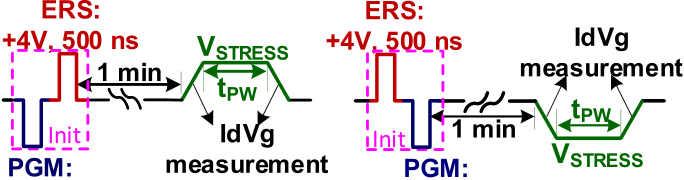 ERS:
+4V, 500 ns
1 min
VSTRESS
tPW
Init
IdVg
measurement
PGM:
ERS:
+4V, 500 ns
IdVg
measurement
tPW
Init
1 min
VSTRESS
PGM: